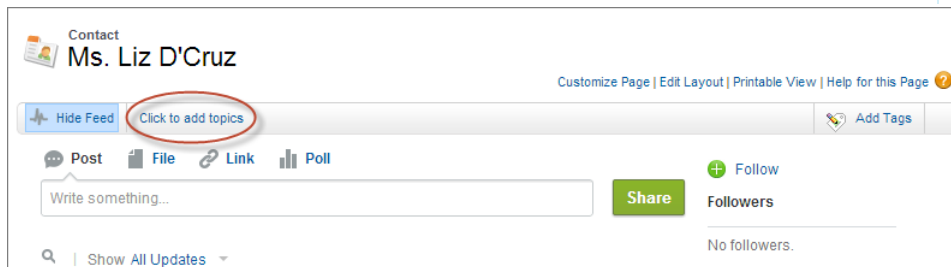 Contact
Ms. Liz D'Cruz
Customize Page | Edit Layout | Printable View | Help for this Page ?
Hide Feed Click to add topics Add Tags
Post File Link Poll
Follow
Write something... Share
Followers
No followers.
| Show All Updates